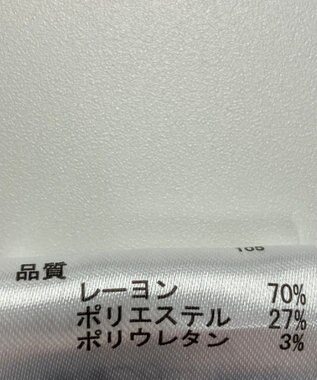 品質
レーヨン 70%
ポリエステル 27%
ポリウレタン 3%